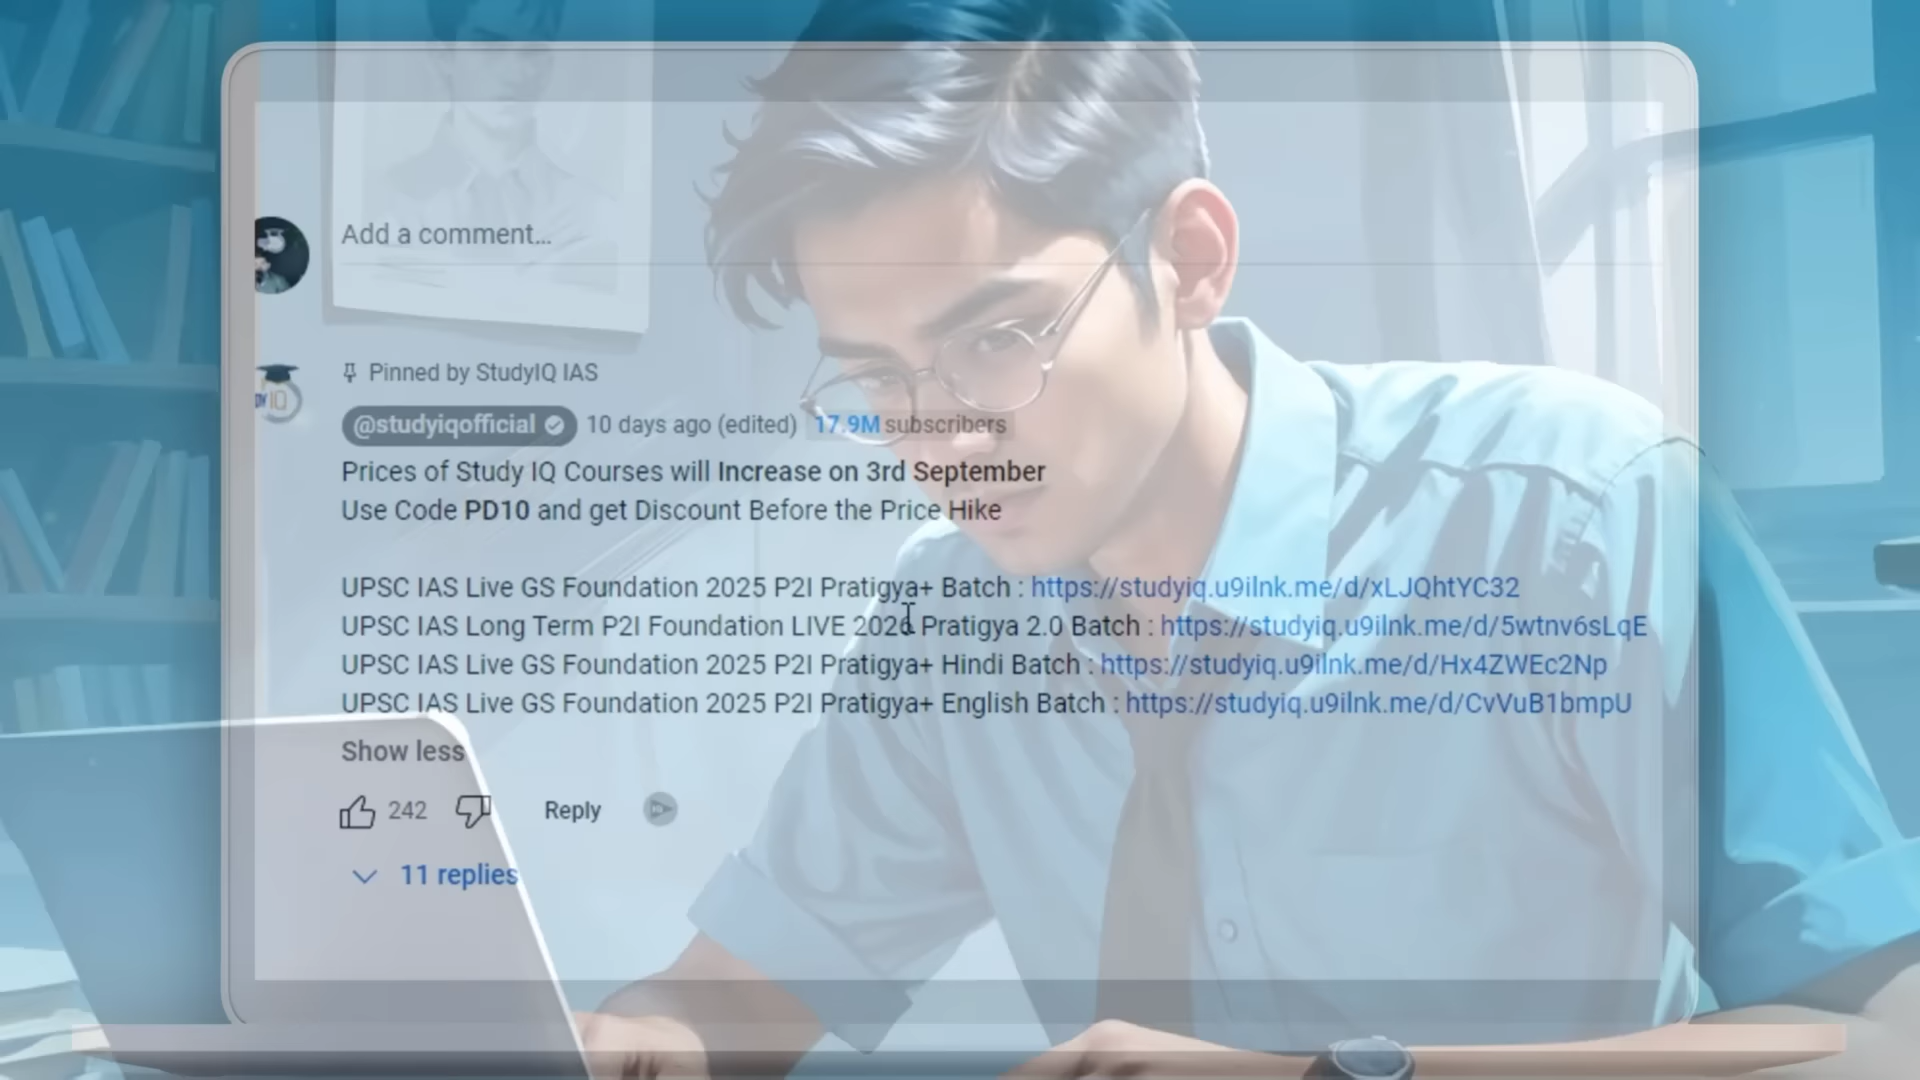 Add a comment...
Pinned by StudyIQ IAS
@studyiqofficial 10 days ago (edited) 17.9M subscribers
Prices of Study IQ Courses will Increase on 3rd September
Use Code PD10 and get Discount Before the Price Hike
UPSC IAS Live GS Foundation 2025 P2I Pratigya+ Batch : https://studyiq.u9ilnk.me/d/xLJQhtYC32
UPSC IAS Long Term P2I Foundation LIVE 2026 Pratigya 2.0 Batch : https://studyiq.u9ilnk.me/d/5wtnv6sLqE
UPSC IAS Live GS Foundation 2025 P2I Pratigya+ Hindi Batch : https://studyiq.u9ilnk.me/d/Hx4ZWEc2Np
UPSC IAS Live GS Foundation 2025 P2I Pratigya+ English Batch : https://studyiq.u9ilnk.me/d/CvVuB1bmpU
Show less
242 Reply
11 replies